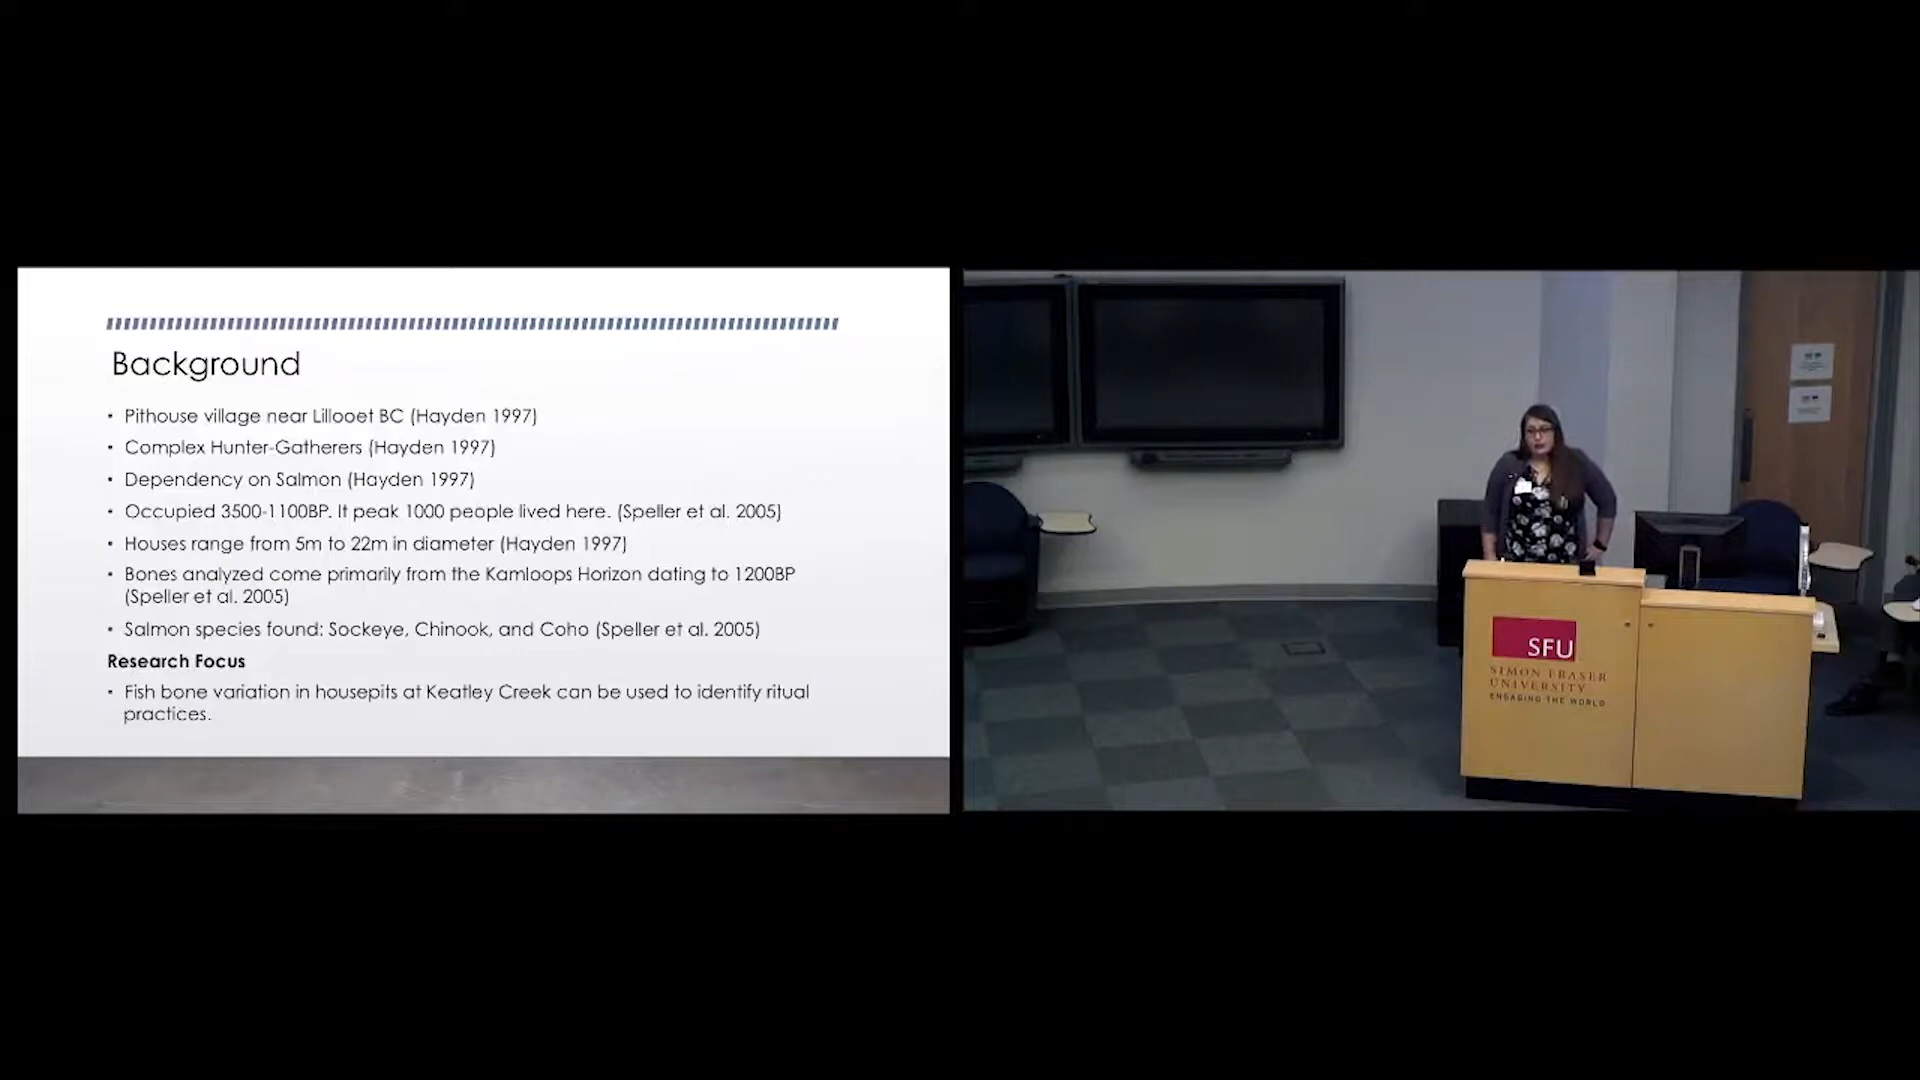 Background
• Pithouse village near Lillooet BC (Hayden 1997)
• Complex Hunter-Gatherers (Hayden 1997)
• Dependency on Salmon (Hayden 1997)
• Occupied 3500-1100BP. It peak 1000 people lived here. (Speller et al. 2005)
• Houses range from 5m to 22m in diameter (Hayden 1997)
• Bones analyzed come primarily from the Kamloops Horizon dating to 1200BP
(Speller et al. 2005)
• Salmon species found: Sockeye, Chinook, and Coho (Speller et al. 2005)
Research Focus
• Fish bone variation in housepits at Keatley Creek can be used to identify ritual
practices.
SFU
SIMON FRASER
UNIVERSITY
ENGAGING THE WORLD